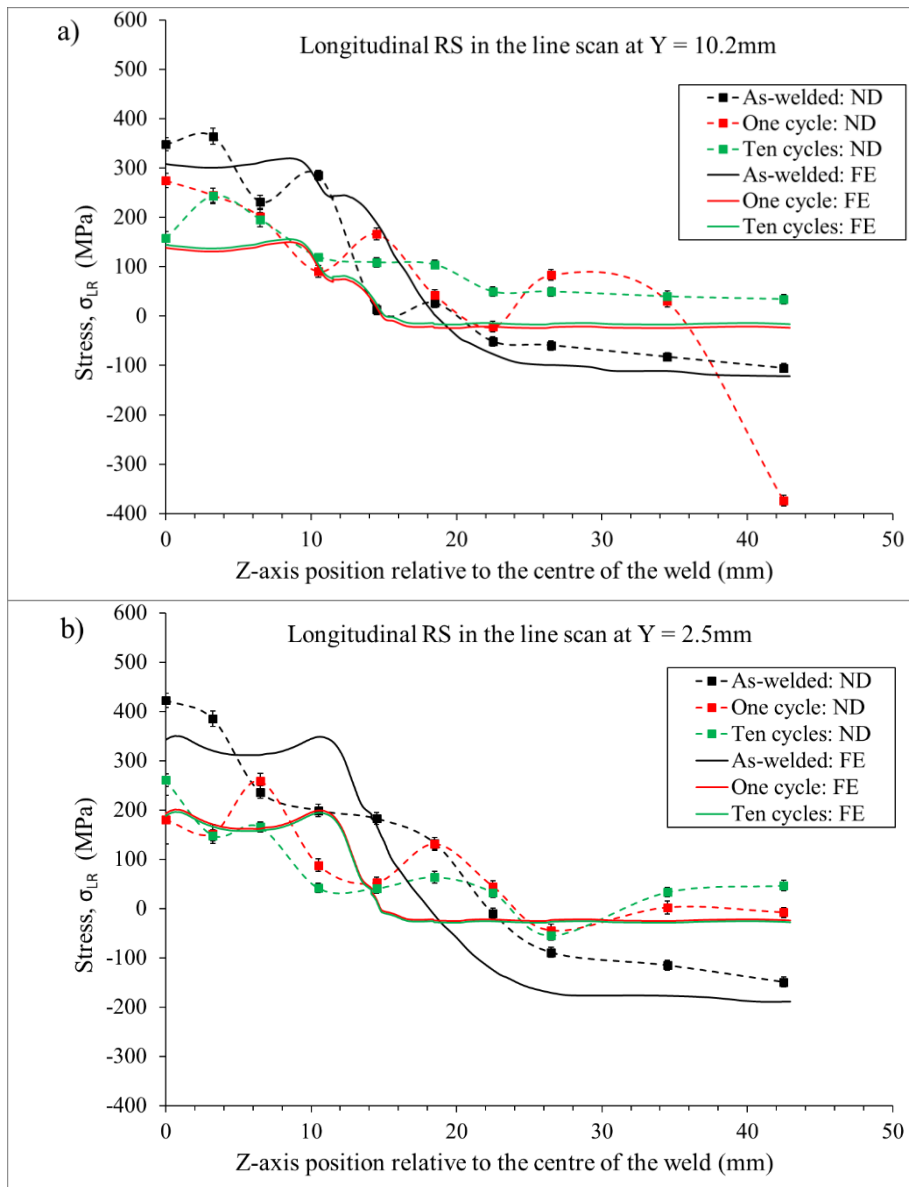 a)
Longitudinal RS in the line scan at Y = 10.2mm
600
500
400
300
200
100
0
-100
-200
-300
-400
Stress, σLR (MPa)
As-welded: ND
One cycle: ND
Ten cycles: ND
As-welded: FE
One cycle: FE
Ten cycles: FE
0 10 20 30 40 50
Z-axis position relative to the centre of the weld (mm)
b)
Longitudinal RS in the line scan at Y = 2.5mm
600
500
400
300
200
100
0
-100
-200
-300
-400
Stress, σLR (MPa)
As-welded: ND
One cycle: ND
Ten cycles: ND
As-welded: FE
One cycle: FE
Ten cycles: FE
0 10 20 30 40 50
Z-axis position relative to the centre of the weld (mm)